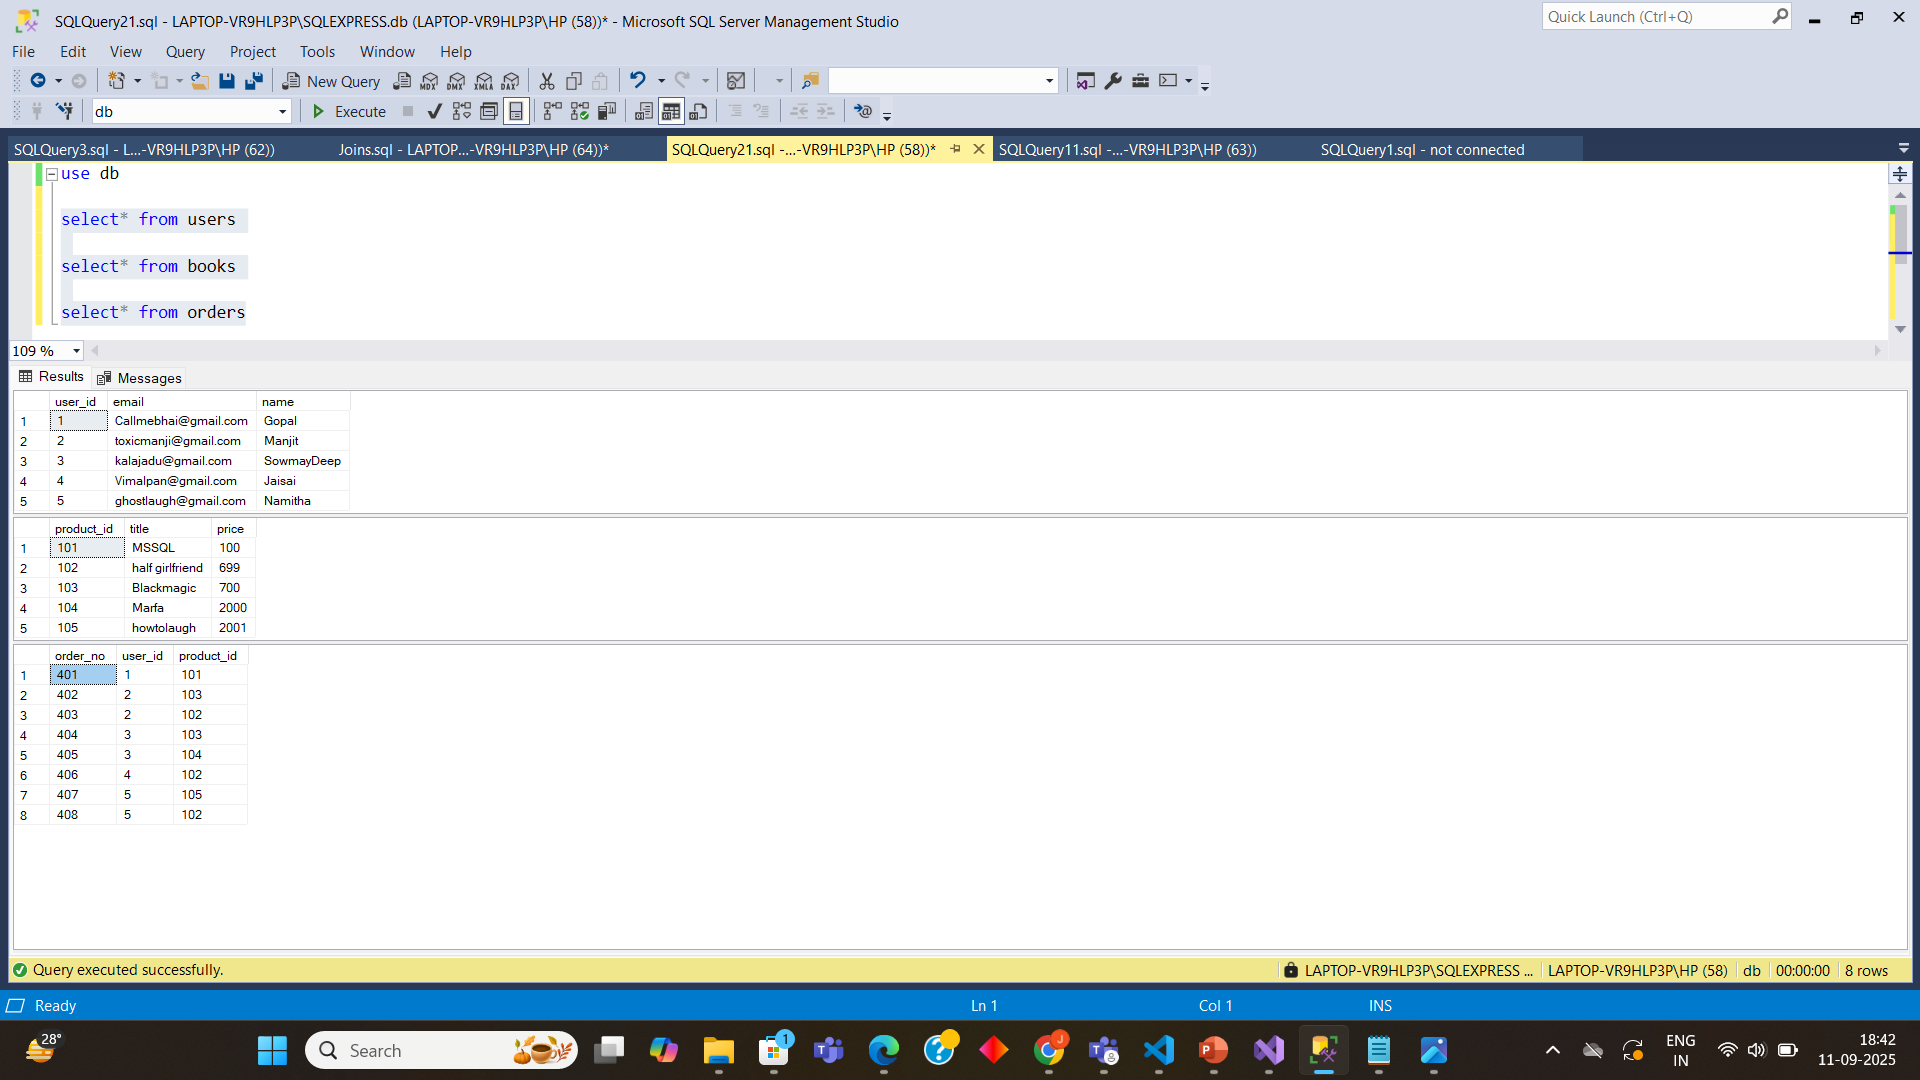 SQLQuery21.sql - LAPTOP-VR9HLP3P\SQLEXPRESS.db (LAPTOP-VR9HLP3P\HP (58))* - Microsoft SQL Server Management Studio
Quick Launch (Ctrl+Q)
File Edit View Query Project Tools Window Help
New Query MDX DMX XMLA DAX
db Execute
SQLQuery3.sql - L...-VR9HLP3P\HP (62)) Joins.sql - LAPTOP...-VR9HLP3P\HP (64))* SQLQuery21.sql -...-VR9HLP3P\HP (58))* SQLQuery11.sql -...-VR9HLP3P\HP (63)) SQLQuery1.sql - not connected
use db
select* from users
select* from books
select* from orders
109 %
Results Messages
user_id email name
1 1 Callmebhai@gmail.com Gopal
2 2 toxicmanji@gmail.com Manjit
3 3 kalajadu@gmail.com SowmayDeep
4 4 Vimalpan@gmail.com Jaisai
5 5 ghostlaugh@gmail.com Namitha
product_id title price
1 101 MSSQL 100
2 102 half girlfriend 699
3 103 Blackmagic 700
4 104 Marfa 2000
5 105 howtolaugh 2001
order_no user_id product_id
1 401 1 101
2 402 2 103
3 403 2 102
4 404 3 103
5 405 3 104
6 406 4 102
7 407 5 105
8 408 5 102
Query executed successfully. LAPTOP-VR9HLP3P\SQLEXPRESS ... LAPTOP-VR9HLP3P\HP (58) db 00:00:00 8 rows
Ready Ln 1 Col 1 INS
28° Search 1 J ENG 18:42
IN 11-09-2025